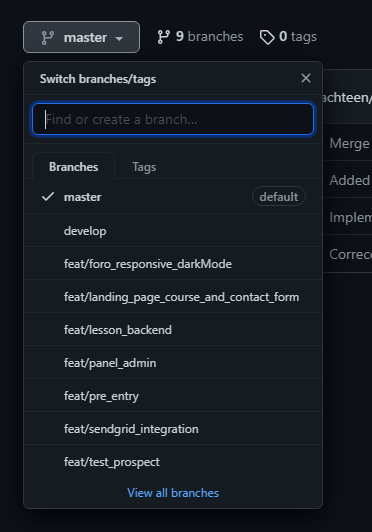 master 9 branches 0 tags
Switch branches/tags
Find or create a branch...
Branches Tags
master default
develop
feat/foro_responsive_darkMode
feat/landing_page_course_and_contact_form
feat/lesson_backend
feat/panel_admin
feat/pre_entry
feat/sendgrid_integration
feat/test_prospect
View all branches
achteen/
Merge
Added
Implem
Correco